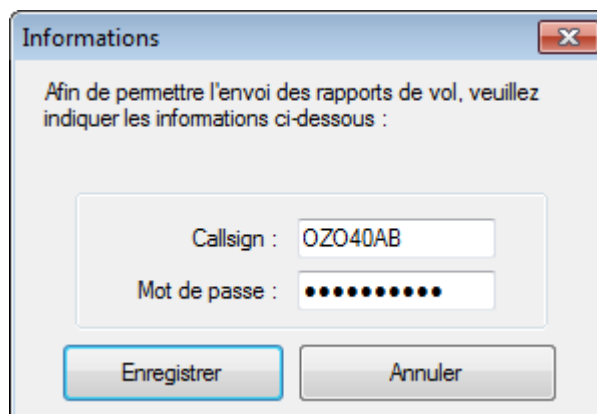 Informations
Afin de permettre l'envoi des rapports de vol, veuillez
indiquer les informations ci-dessous :
Callsign : OZO40AB
Mot de passe : ●●●●●●●●●●
Enregistrer Annuler